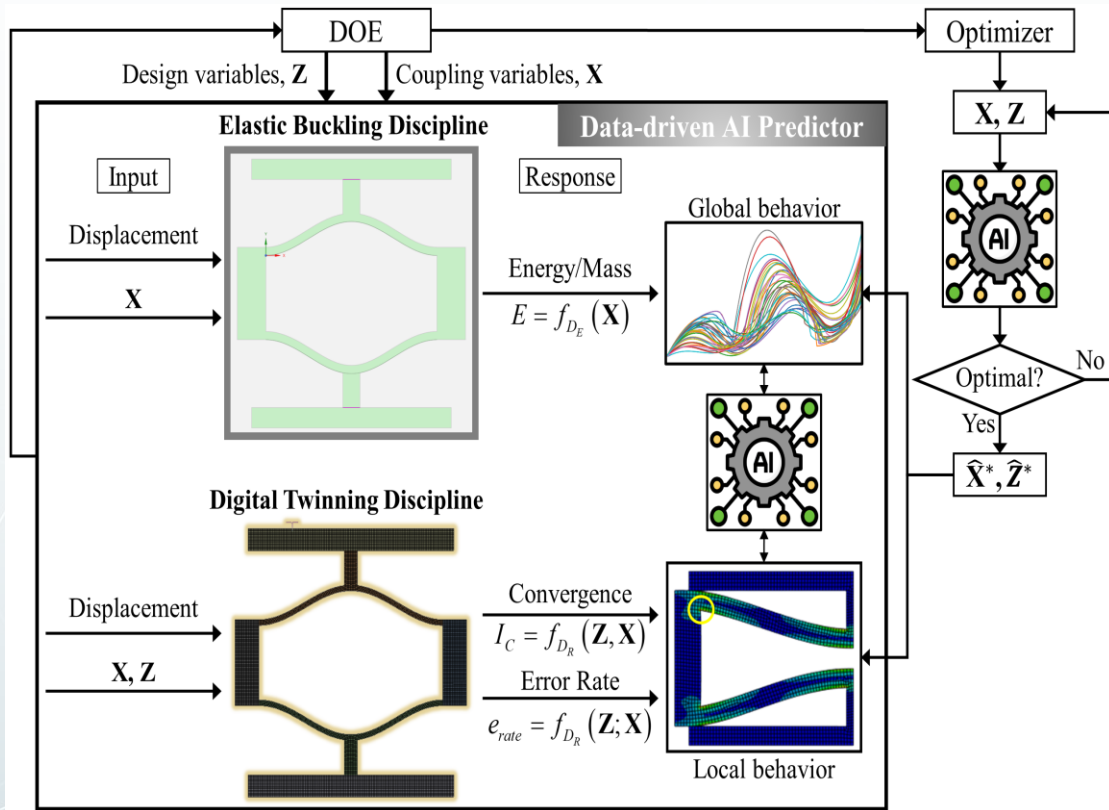 DOE
Optimizer
Design variables, Z
Coupling variables, X
Elastic Buckling Discipline
Data-driven AI Predictor
X, Z
Input
Response
Displacement
X
Energy/Mass
E = f_{D_E} (X)
Global behavior
AI
Optimal?
No
Yes
X̂*, Ẑ*
AI
Digital Twinning Discipline
Displacement
X, Z
Convergence
I_C = f_{D_R} (Z, X)
Error Rate
e_{rate} = f_{D_R} (Z; X)
Local behavior